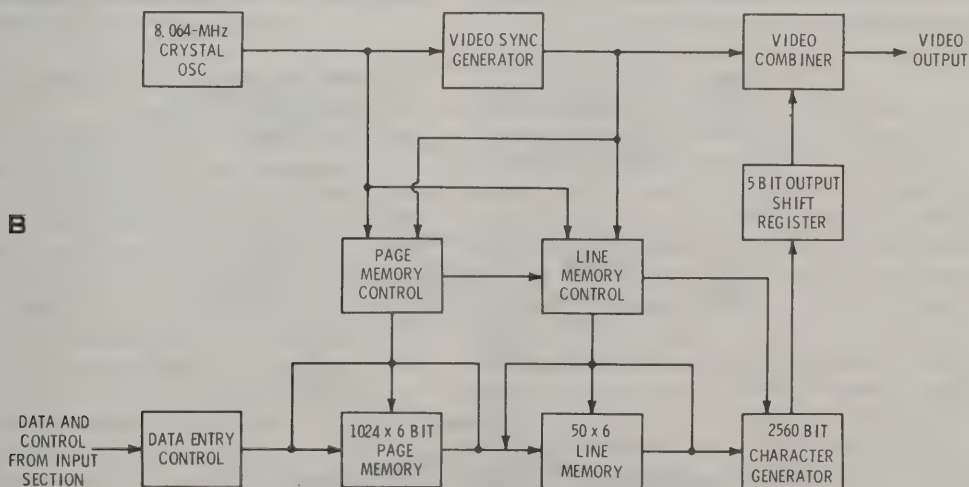 8.064-MHz
CRYSTAL
OSC
VIDEO SYNC
GENERATOR
VIDEO
COMBINER
VIDEO
OUTPUT
5 BIT OUTPUT
SHIFT
REGISTER
B
PAGE
MEMORY
CONTROL
LINE
MEMORY
CONTROL
DATA AND
CONTROL
FROM INPUT
SECTION
DATA ENTRY
CONTROL
1024 x 6 BIT
PAGE
MEMORY
50 x 6
LINE
MEMORY
2560 BIT
CHARACTER
GENERATOR